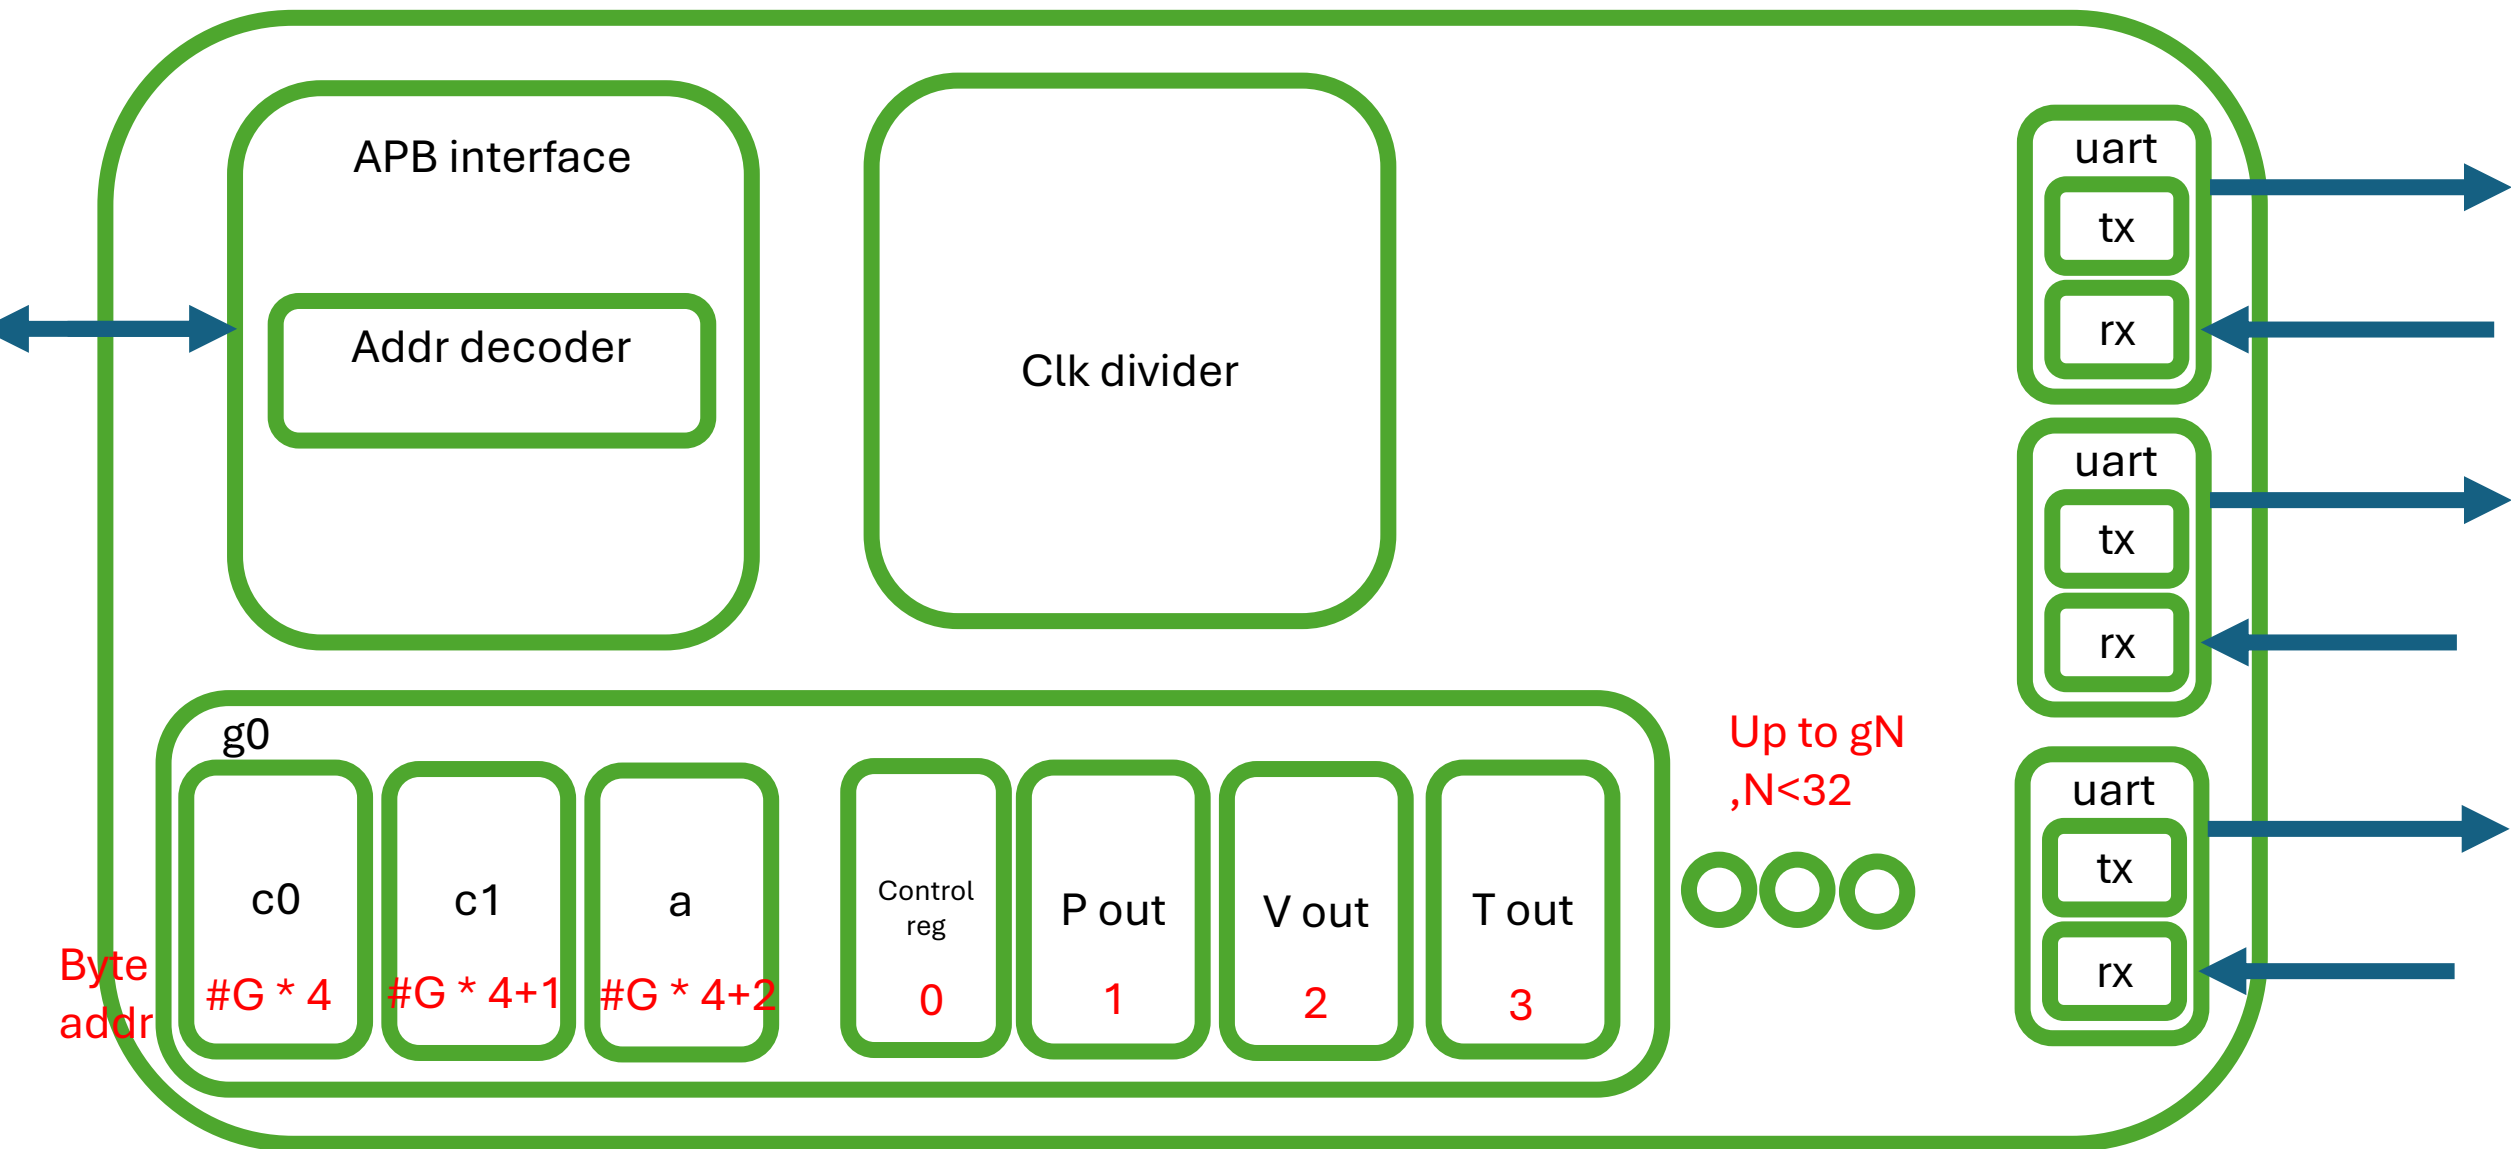 APB interface
Addr decoder
Clk divider
uart
tx
rx
uart
tx
rx
uart
tx
rx
g0
c0
#G * 4
c1
#G * 4+1
a
#G * 4+2
Control
reg
0
P out
1
V out
2
T out
3
Byte
addr
Up to gN
,N<32